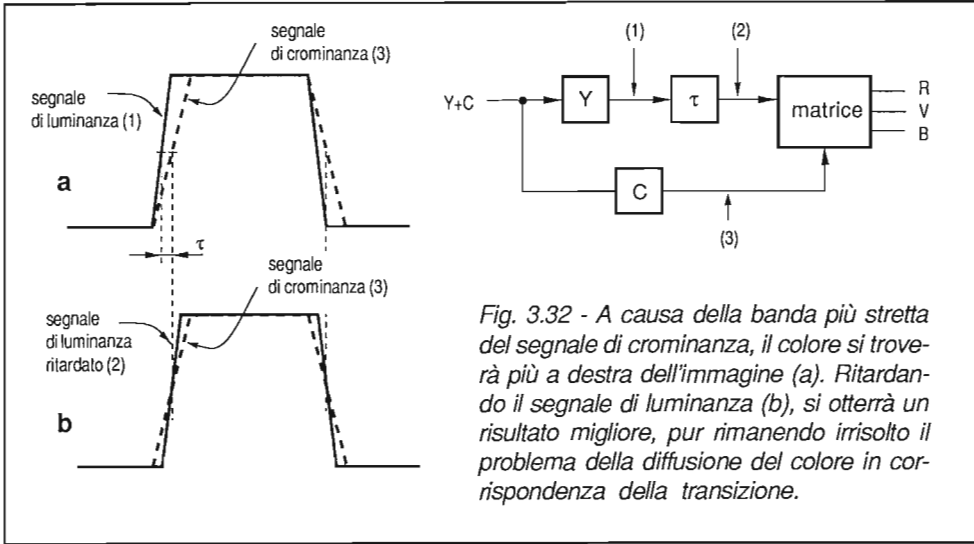 segnale
di crominanza (3)
segnale
di luminanza (1)
a
τ
segnale
di crominanza (3)
segnale
di luminanza
ritardato (2)
b
(1)
(2)
Y+C
Y
τ
matrice
R
V
B
C
(3)
Fig. 3.32 - A causa della banda più stretta
del segnale di crominanza, il colore si trove-
rà più a destra dell'immagine (a). Ritardan-
do il segnale di luminanza (b), si otterrà un
risultato migliore, pur rimanendo irrisolto il
problema della diffusione del colore in cor-
rispondenza della transizione.